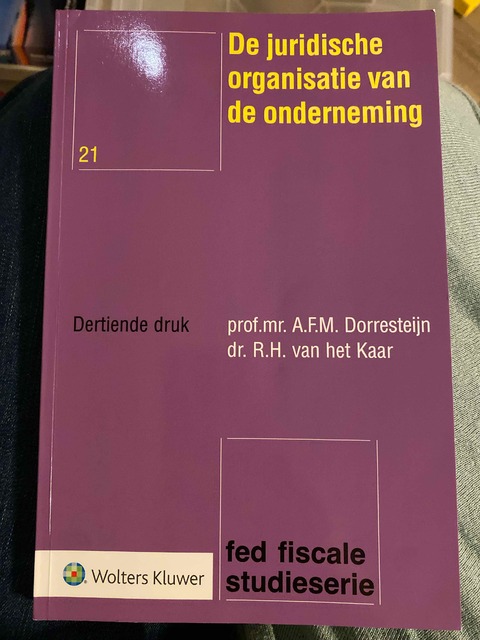 De juridische
organisatie van
de onderneming
21
Dertiende druk
prof.mr. A.F.M. Dorresteijn
dr. R.H. van het Kaar
fed fiscale
studieserie
Wolters Kluwer